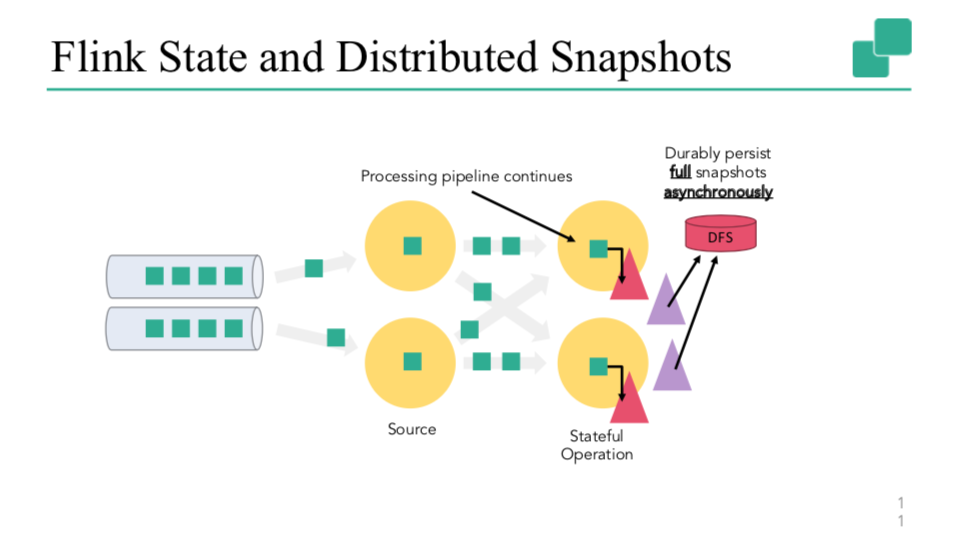 Flink State and Distributed Snapshots
Durably persist
full snapshots
asynchronously
Processing pipeline continues
DFS
Source
Stateful
Operation
1
1